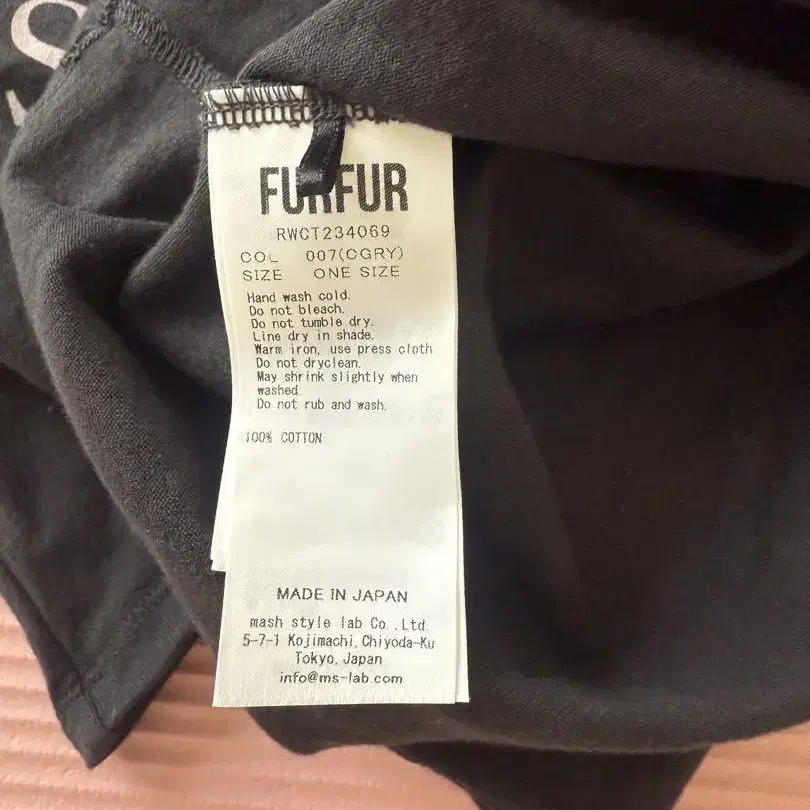 S
FURFUR
RWCT234069
COL 007(CGRY)
SIZE ONE SIZE
Hand wash cold.
Do not bleach.
Do not tumble dry.
Line dry in shade.
Warm iron, use press cloth.
Do not dryclean.
May shrink slightly when
washed.
Do not rub and wash.
100% COTTON
MADE IN JAPAN
mash style lab Co.,Ltd.
5-7-1 Kojimachi,Chiyoda-Ku
Tokyo,Japan
info@ms-lab.com